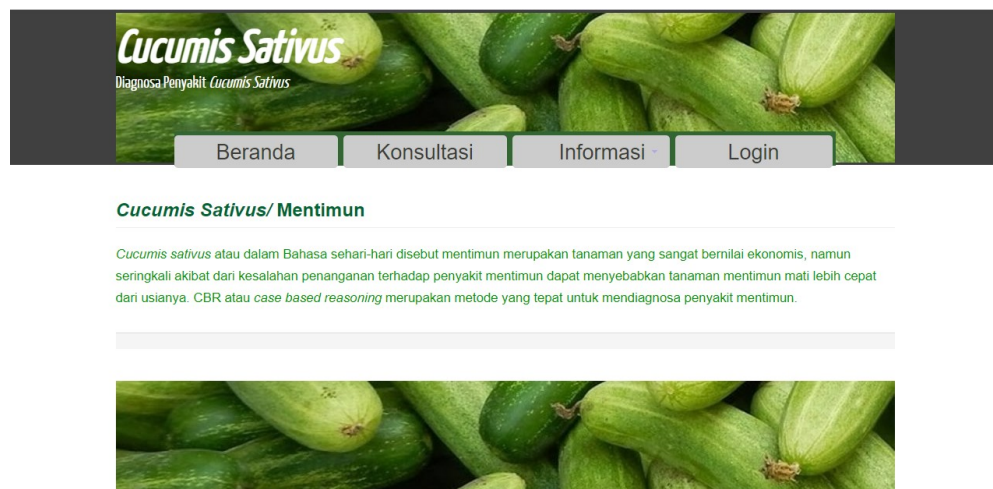 Cucumis Sativus
Diagnosa Penyakit Cucumis Sativus
Beranda Konsultasi Informasi Login
Cucumis Sativus/ Mentimun
Cucumis sativus atau dalam Bahasa sehari-hari disebut mentimun merupakan tanaman yang sangat bernilai ekonomis, namun
seringkali akibat dari kesalahan penanganan terhadap penyakit mentimun dapat menyebabkan tanaman mentimun mati lebih cepat
dari usianya. CBR atau case based reasoning merupakan metode yang tepat untuk mendiagnosa penyakit mentimun.